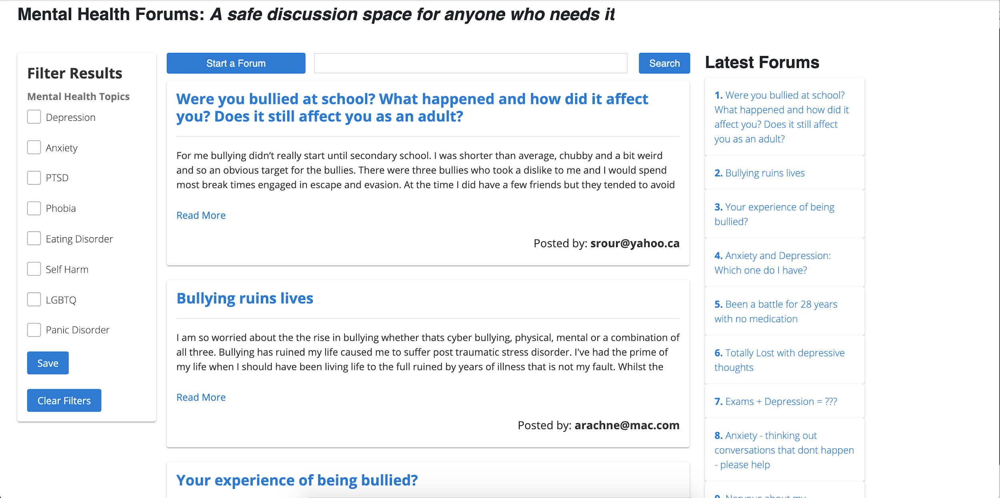 Mental Health Forums: A safe discussion space for anyone who needs it
Filter Results
Mental Health Topics
Depression
Anxiety
PTSD
Phobia
Eating Disorder
Self Harm
LGBTQ
Panic Disorder
Save
Clear Filters
Start a Forum
Search
Were you bullied at school? What happened and how did it affect
you? Does it still affect you as an adult?
For me bullying didn’t really start until secondary school. I was shorter than average, chubby and a bit weird
and so an obvious target for the bullies. There were three bullies who took a dislike to me and I would spend
most break times engaged in escape and evasion. At the time I did have a few friends but they tended to avoid
Read More
Posted by: srour@yahoo.ca
Bullying ruins lives
I am so worried about the the rise in bullying whether thats cyber bullying, physical, mental or a combination of
all three. Bullying has ruined my life caused me to suffer post traumatic stress disorder. I've had the prime of
my life when I should have been living life to the full ruined by years of illness that is not my fault. Whilst the
Read More
Posted by: arachne@mac.com
Your experience of being bullied?
Latest Forums
1. Were you bullied at school?
What happened and how did it
affect you? Does it still affect
you as an adult?
2. Bullying ruins lives
3. Your experience of being
bullied?
4. Anxiety and Depression:
Which one do I have?
5. Been a battle for 28 years
with no medication
6. Totally Lost with depressive
thoughts
7. Exams + Depression = ???
8. Anxiety - thinking out
conversations that dont happen
- please help
9. Nervous about my